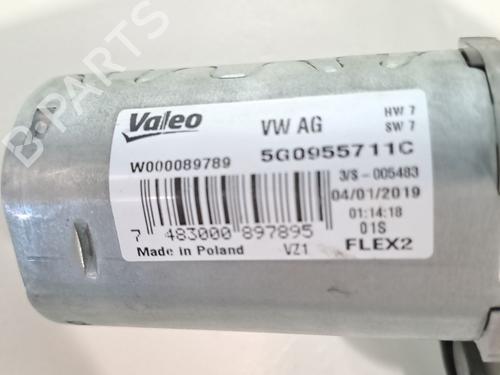 B-PARTS
Valeo
VW AG
HW 7
SW 7
W000089789
5G0955711C
3/S-005483
04/01/2019
01:14:18
01S
7 483000 897895
Made in Poland
VZ1
FLEX2